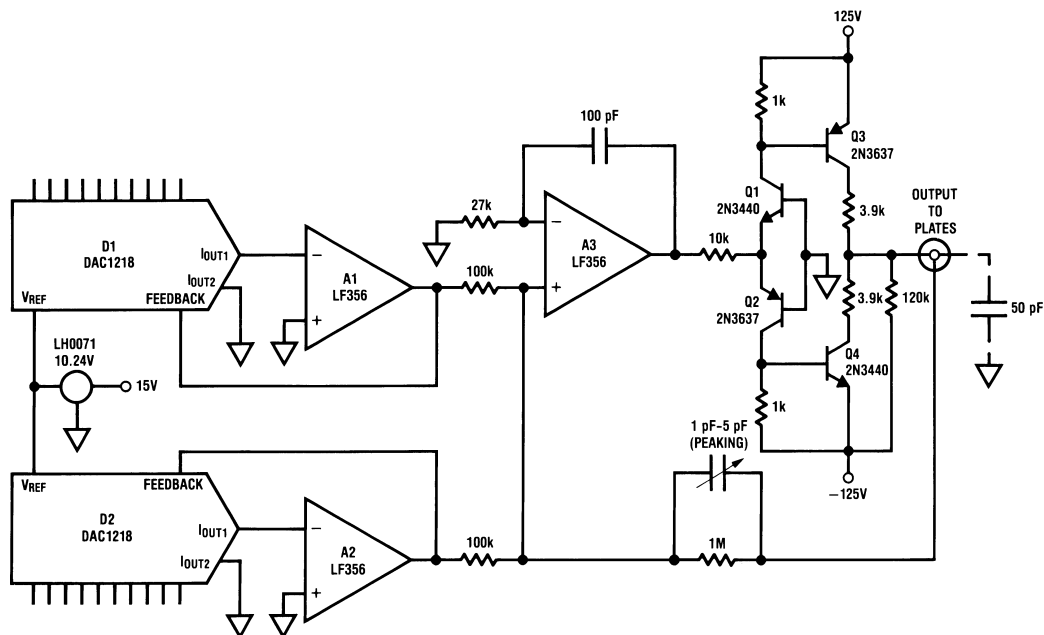 125V
1k
100 pF
Q3
2N3637
Q1
2N3440
3.9k
OUTPUT
TO
PLATES
27k
D1
DAC1218
IOUT1
IOUT2
VREF
FEEDBACK
−
A1
LF356
+
100k
−
A3
LF356
+
10k
Q2
2N3637
3.9k
120k
50 pF
LH0071
10.24V
15V
Q4
2N3440
1k
1 pF–5 pF
(PEAKING)
−125V
VREF
FEEDBACK
D2
DAC1218
IOUT1
IOUT2
−
A2
LF356
+
100k
1M